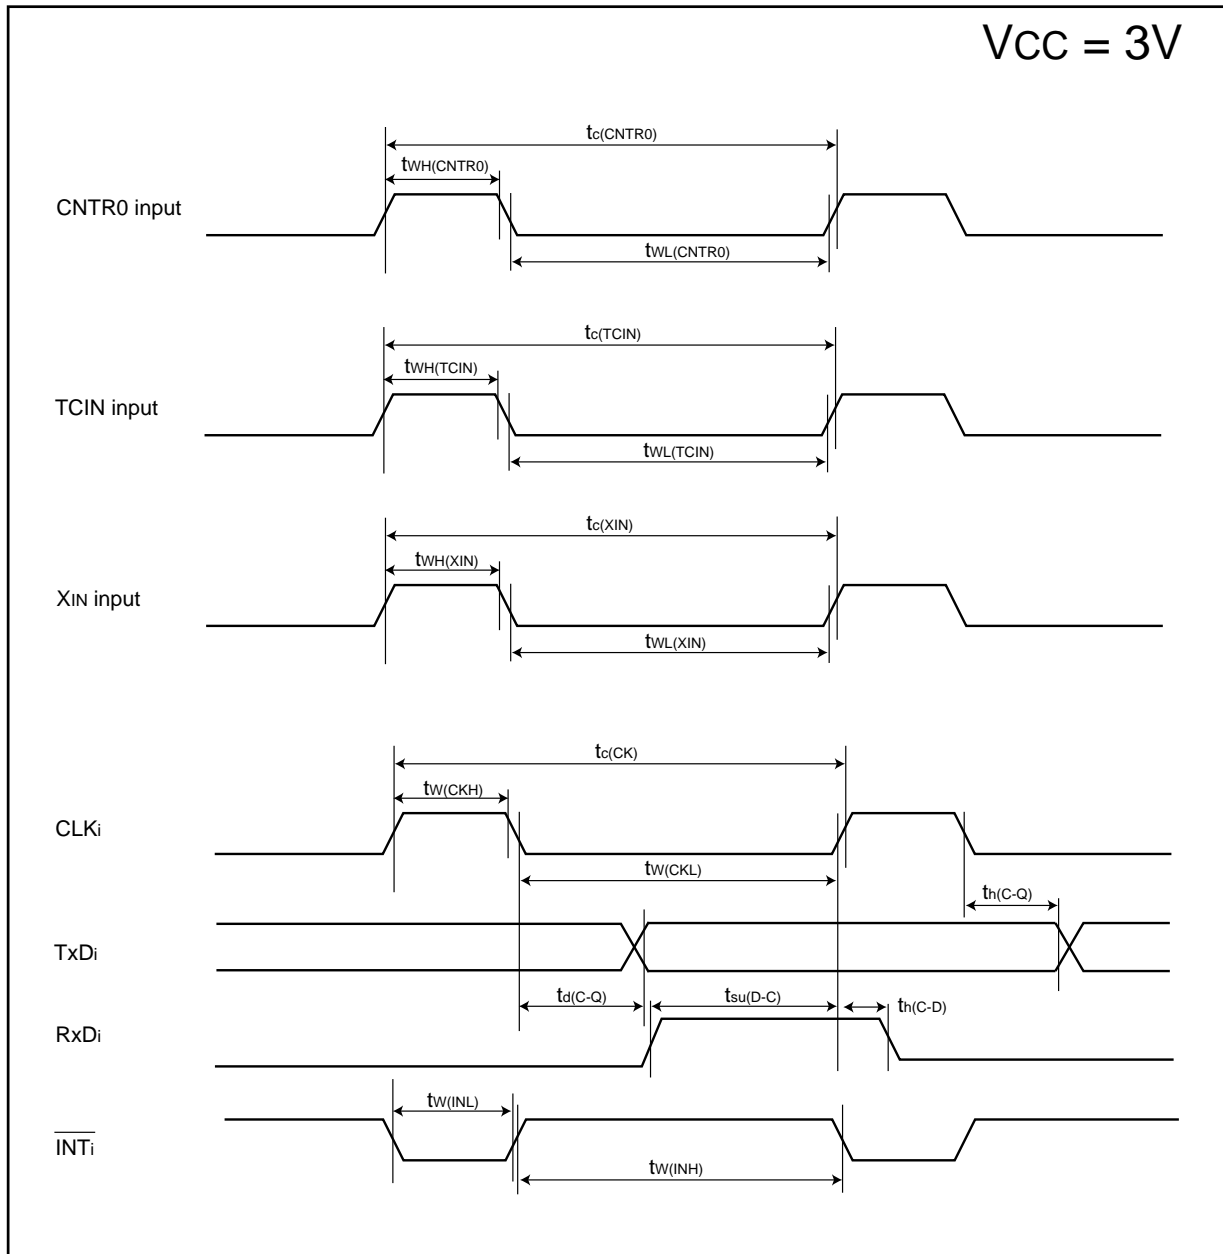 VCC = 3V
tc(CNTR0)
tWH(CNTR0)
CNTR0 input
tWL(CNTR0)
tc(TCIN)
tWH(TCIN)
TCIN input
tWL(TCIN)
tc(XIN)
tWH(XIN)
XIN input
tWL(XIN)
tc(CK)
tW(CKH)
CLKi
tW(CKL)
th(C-Q)
TxDi
td(C-Q)
tsu(D-C)
th(C-D)
RxDi
tW(INL)
INTi
tW(INH)